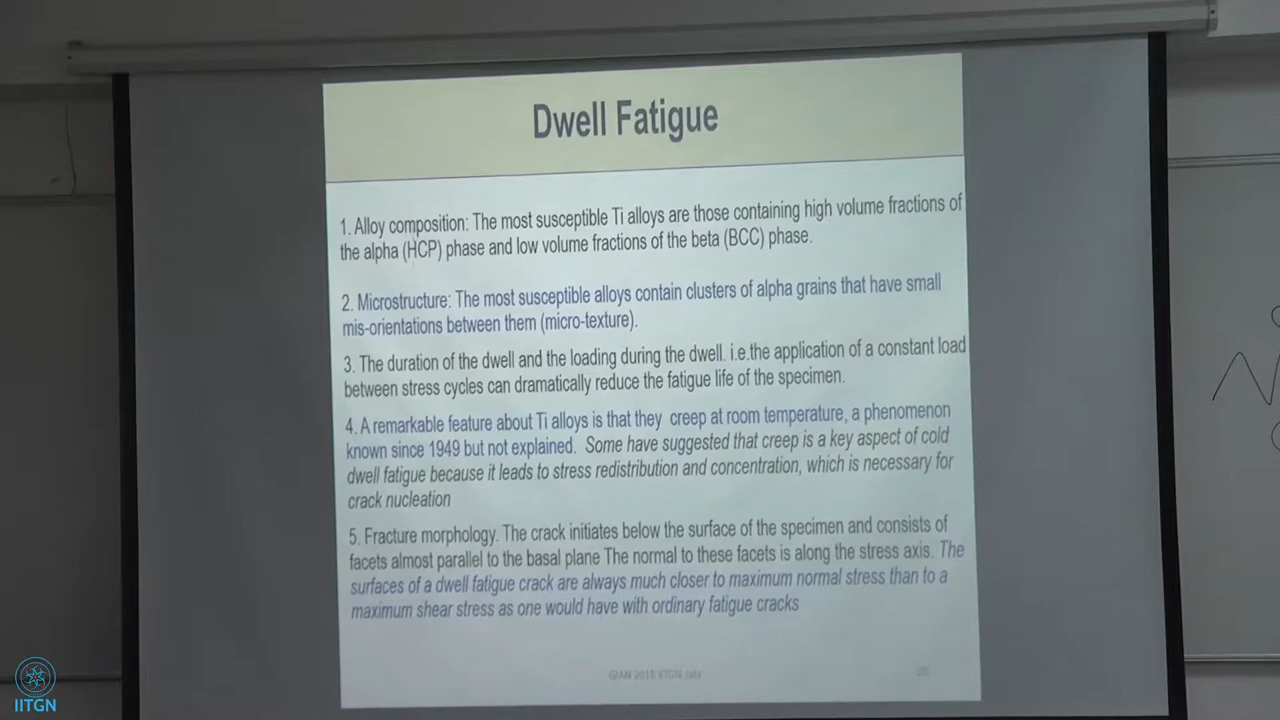 Dwell Fatigue
1. Alloy composition: The most susceptible Ti alloys are those containing high volume fractions of
the alpha (HCP) phase and low volume fractions of the beta (BCC) phase.
2. Microstructure: The most susceptible alloys contain clusters of alpha grains that have small
mis-orientations between them (micro-texture).
3. The duration of the dwell and the loading during the dwell. i.e.the application of a constant load
between stress cycles can dramatically reduce the fatigue life of the specimen.
4. A remarkable feature about Ti alloys is that they creep at room temperature, a phenomenon
known since 1949 but not explained. Some have suggested that creep is a key aspect of cold
dwell fatigue because it leads to stress redistribution and concentration, which is necessary for
crack nucleation
5. Fracture morphology. The crack initiates below the surface of the specimen and consists of
facets almost parallel to the basal plane The normal to these facets is along the stress axis. The
surfaces of a dwell fatigue crack are always much closer to maximum normal stress than to a
maximum shear stress as one would have with ordinary fatigue cracks
GIAN IITGN
IITGN